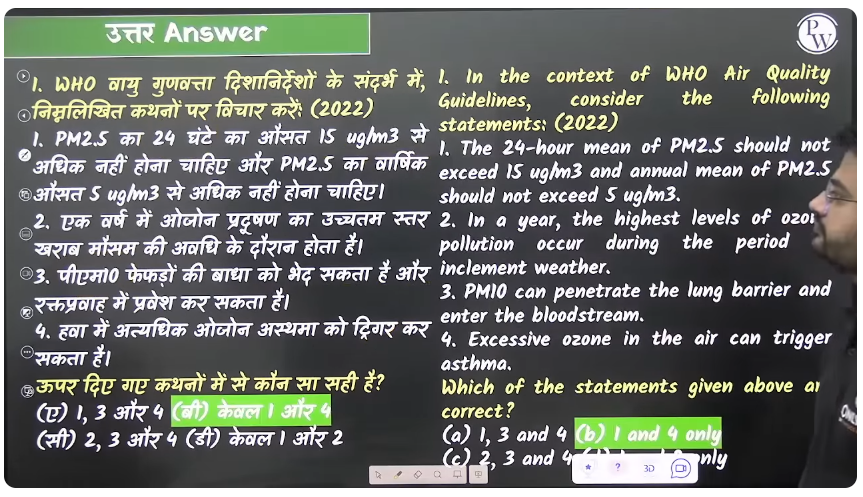 उत्तर Answer
PW
1. WHO वायु गुणवत्ता दिशानिर्देशों के संदर्भ में,
निम्नलिखित कथनों पर विचार करें: (2022)
1. PM2.5 का 24 घंटे का औसत 15 ug/m3 से
अधिक नहीं होना चाहिए और PM2.5 का वार्षिक
औसत 5 ug/m3 से अधिक नहीं होना चाहिए।
2. एक वर्ष में ओजोन प्रदूषण का उच्चतम स्तर
खराब मौसम की अवधि के दौरान होता है।
3. पीएम10 फेफड़ों की बाधा को भेद सकता है और
रक्तप्रवाह में प्रवेश कर सकता है।
4. हवा में अत्यधिक ओजोन अस्थमा को ट्रिगर कर
सकता है।
ऊपर दिए गए कथनों में से कौन सा सही है?
(ए) 1, 3 और 4 (बी) केवल 1 और 4
(सी) 2, 3 और 4 (डी) केवल 1 और 2
1. In the context of WHO Air Quality
Guidelines, consider the following
statements: (2022)
1. The 24-hour mean of PM2.5 should not
exceed 15 ug/m3 and annual mean of PM2.5
should not exceed 5 ug/m3.
2. In a year, the highest levels of
pollution occur during the period
inclement weather.
3. PM10 can penetrate the lung barrier and
enter the bloodstream.
4. Excessive ozone in the air can trigger
asthma.
Which of the statements given above
correct?
(a) 1, 3 and 4 (b) 1 and 4 only
(c) 2, 3 and 4 only
? 3D